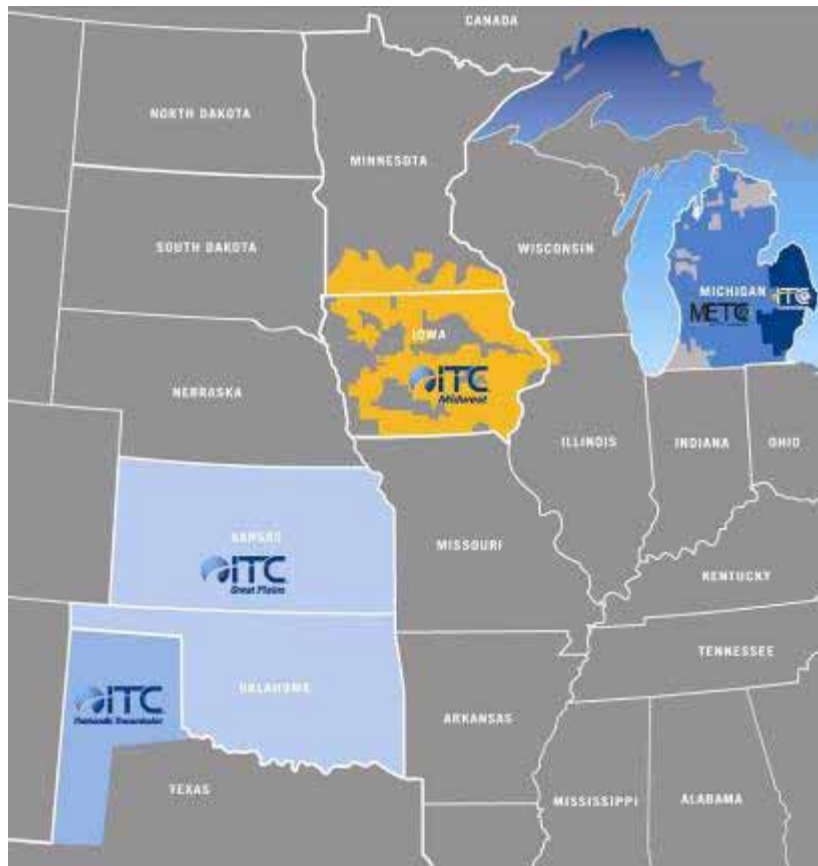 CANADA
NORTH DAKOTA
MINNESOTA
SOUTH DAKOTA
WISCONSIN
MICHIGAN
ITC
METC
IOWA
ITC
Midwest
NEBRASKA
ILLINOIS
INDIANA
OHIO
KANSAS
ITC
Great Plains
MISSOURI
KENTUCKY
TENNESSEE
OKLAHOMA
ITC
ARKANSAS
TEXAS
MISSISSIPPI
ALABAMA